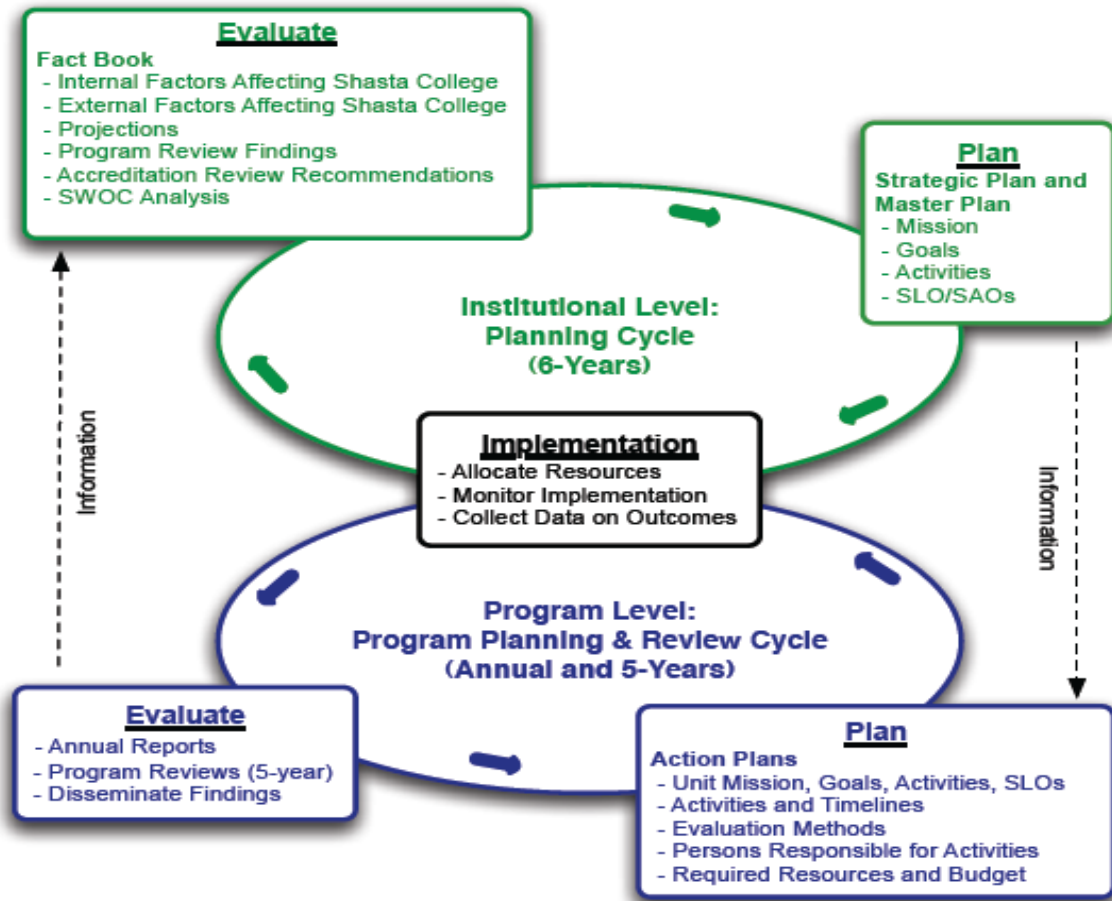 Evaluate
Fact Book
- Internal Factors Affecting Shasta College
- External Factors Affecting Shasta College
- Projections
- Program Review Findings
- Accreditation Review Recommendations
- SWOC Analysis
Plan
Strategic Plan and
Master Plan
- Mission
- Goals
- Activities
- SLO/SAOs
Institutional Level:
Planning Cycle
(6-Years)
Information
Implementation
- Allocate Resources
- Monitor Implementation
- Collect Data on Outcomes
Information
Program Level:
Program Planning & Review Cycle
(Annual and 5-Years)
Evaluate
- Annual Reports
- Program Reviews (5-year)
- Disseminate Findings
Plan
Action Plans
- Unit Mission, Goals, Activities, SLOs
- Activities and Timelines
- Evaluation Methods
- Persons Responsible for Activities
- Required Resources and Budget